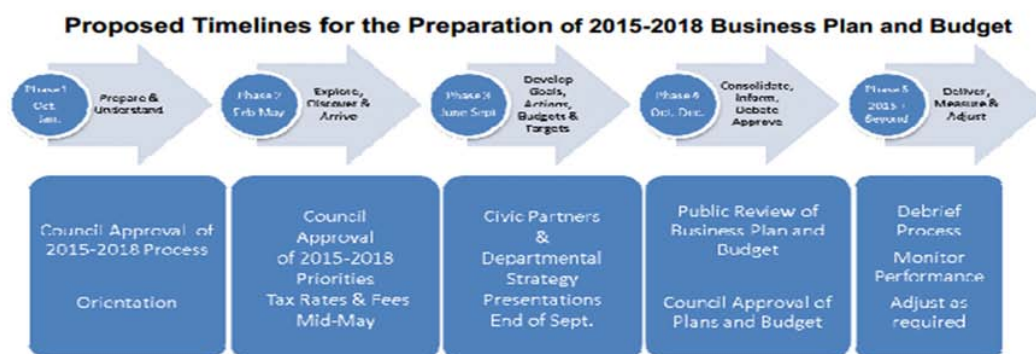 Proposed Timelines for the Preparation of 2015-2018 Business Plan and Budget
Phase 1
Oct.
Jan.
Prepare &
Understand
Phase 2
Feb May
Explore,
Discover &
Arrive
Phase 3
June Sept
Develop
Goals,
Actions,
Budgets &
Targets
Phase 4
Oct. Dec.
Consolidate,
Inform,
Debate
Approve
Phase 5
2015 +
Beyond
Deliver,
Measure &
Adjust
Council Approval of
2015-2018 Process
Orientation
Council
Approval
of 2015-2018
Priorities
Tax Rates & Fees
Mid-May
Civic Partners
&
Departmental
Strategy
Presentations
End of Sept.
Public Review of
Business Plan and
Budget
Council Approval of
Plans and Budget
Debrief
Process
Monitor
Performance
Adjust as
required